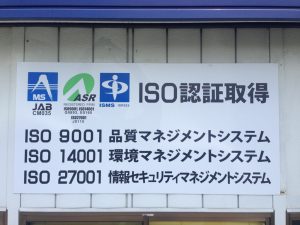 MS
JAB
CM035
ASR
ISMS
ISO認証取得
ISO 9001 品質マネジメントシステム
ISO 14001 環境マネジメントシステム
ISO 27001 情報セキュリティマネジメントシステム